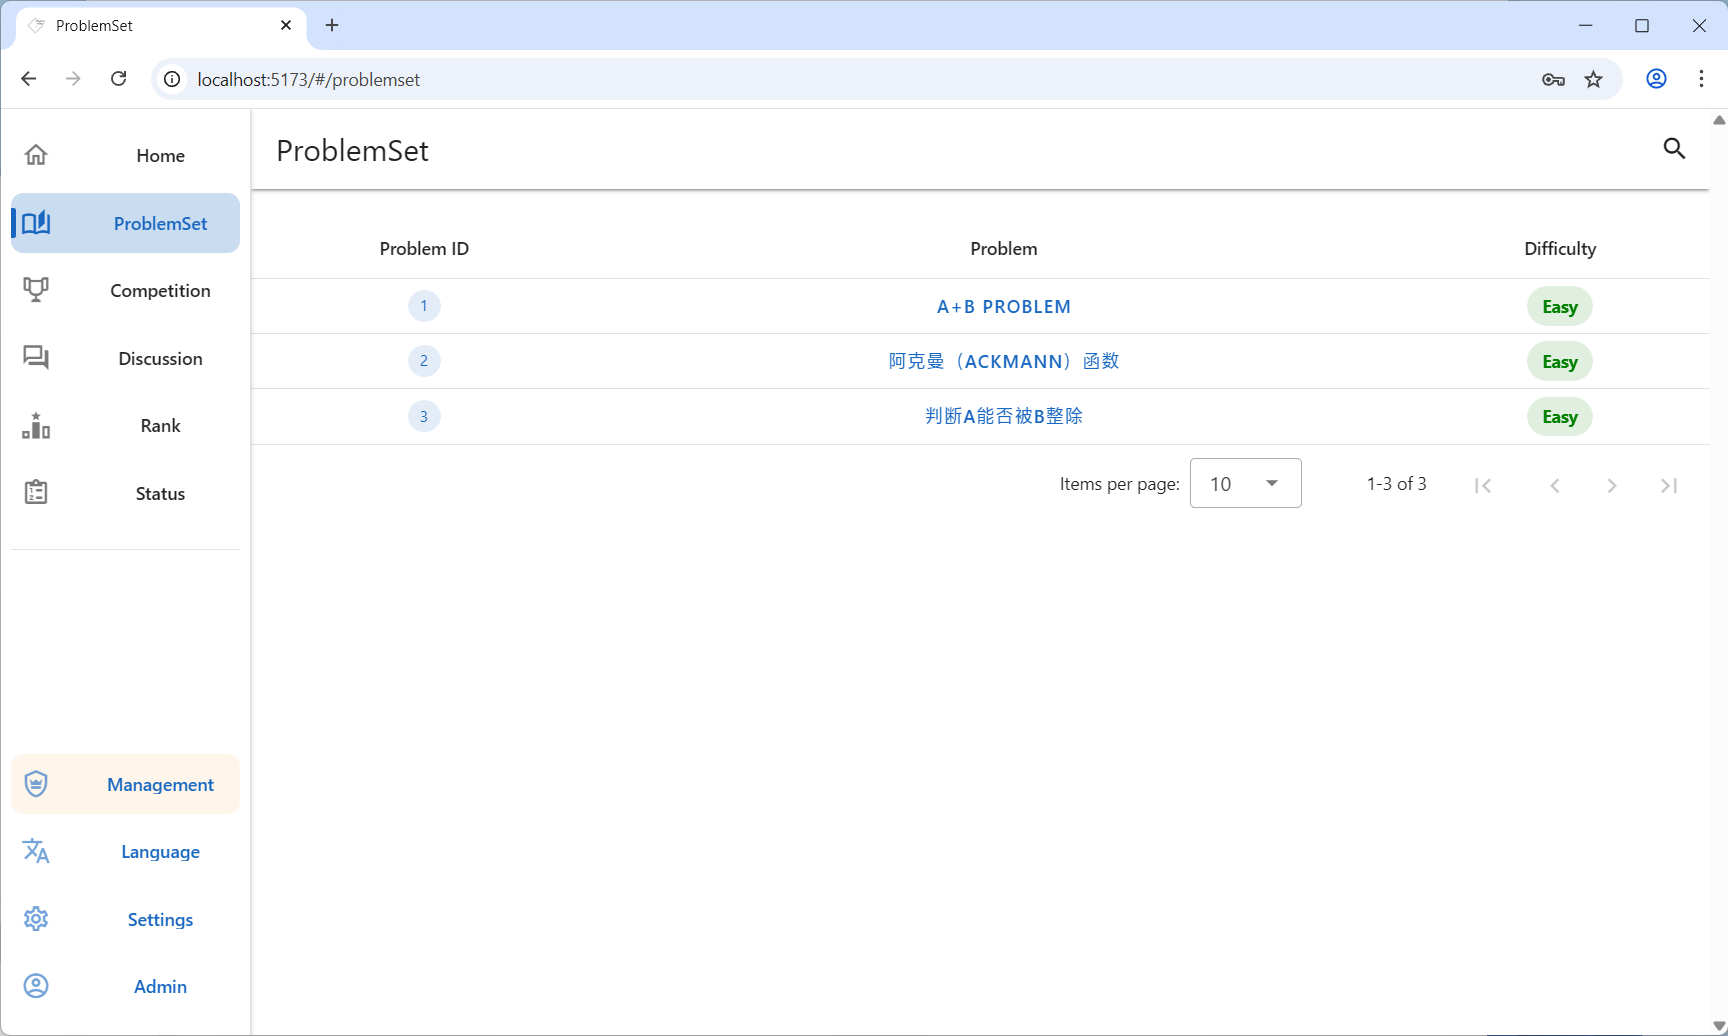 ProblemSet
localhost:5173/#/problemset
Home
ProblemSet
Competition
Discussion
Rank
Status
Management
Language
Settings
Admin
ProblemSet
Problem ID Problem Difficulty
1 A+B PROBLEM Easy
2 阿克曼（ACKMANN）函数 Easy
3 判断A能否被B整除 Easy
Items per page: 10 1-3 of 3